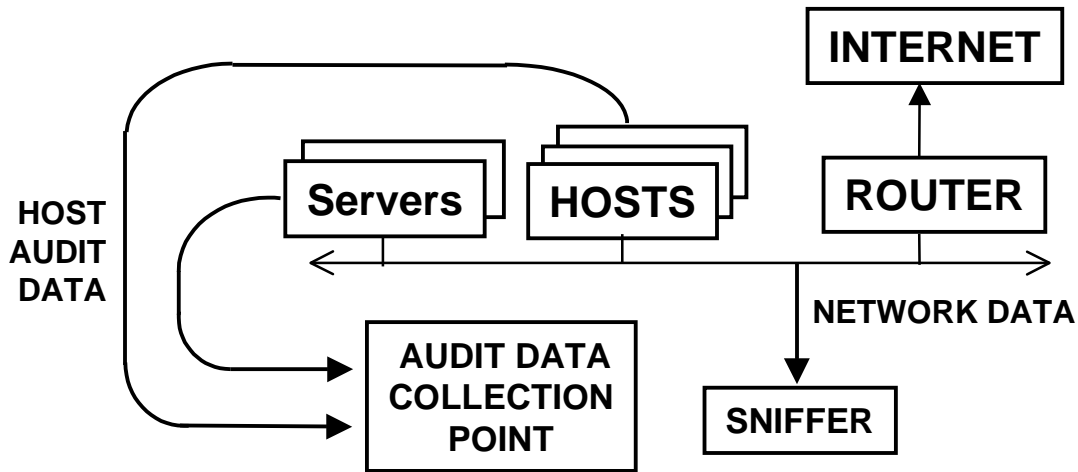 INTERNET
Servers
HOSTS
ROUTER
HOST
AUDIT
DATA
NETWORK DATA
AUDIT DATA
COLLECTION
POINT
SNIFFER